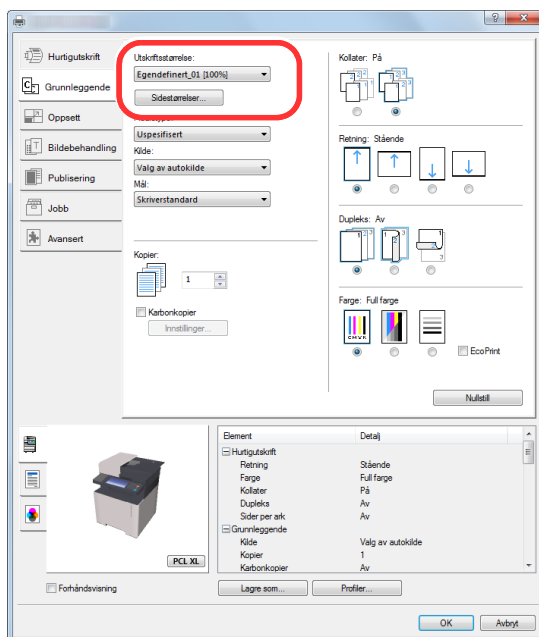 Hurtigutskrift
Grunnleggende
Oppsett
Bildebehandling
Publisering
Jobb
Avansert
Utskriftsstørrelse:
Egendefinert_01 [100%]
Sidestørrelser...
Uspesifisert
Kilde:
Valg av autokilde
Mål:
Skriverstandard
Kopier:
1
Karbonkopier
Innstillinger...
Kollater: På
Retning: Stående
Dupleks: Av
Farge: Full farge
CMYK
EcoPrint
Nullstill
PCL XL
Forhåndsvisning
Element Detalj
Hurtigutskrift
Retning Stående
Farge Full farge
Kollater På
Dupleks Av
Sider per ark Av
Grunnleggende
Kilde Valg av autokilde
Kopier 1
Karbonkopier Av
Lagre som... Profiler...
OK Avbryt